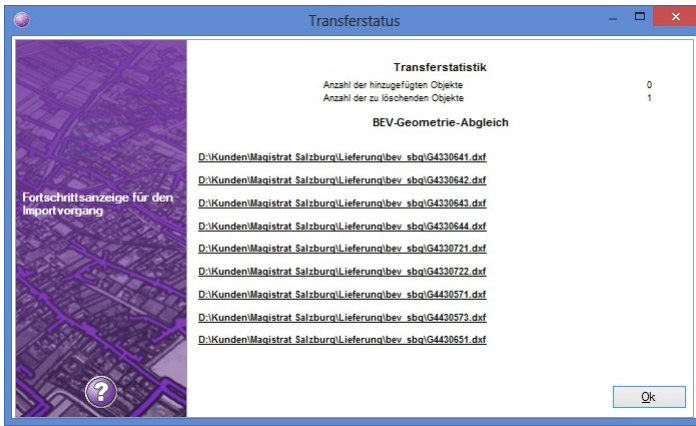 Transferstatus
Transferstatistik
Anzahl der hinzugefügten Objekte 0
Anzahl der zu löschenden Objekte 1
BEV-Geometrie-Abgleich
D:\Kunden\Magistrat Salzburg\Lieferung\bev_sbg\G4330641.dxf
D:\Kunden\Magistrat Salzburg\Lieferung\bev_sbg\G4330642.dxf
D:\Kunden\Magistrat Salzburg\Lieferung\bev_sbg\G4330643.dxf
D:\Kunden\Magistrat Salzburg\Lieferung\bev_sbg\G4330644.dxf
D:\Kunden\Magistrat Salzburg\Lieferung\bev_sbg\G4330721.dxf
D:\Kunden\Magistrat Salzburg\Lieferung\bev_sbg\G4330722.dxf
D:\Kunden\Magistrat Salzburg\Lieferung\bev_sbg\G4430571.dxf
D:\Kunden\Magistrat Salzburg\Lieferung\bev_sbg\G4430573.dxf
D:\Kunden\Magistrat Salzburg\Lieferung\bev_sbg\G4430651.dxf
Fortschrittsanzeige für den
Importvorgang
?
Ok